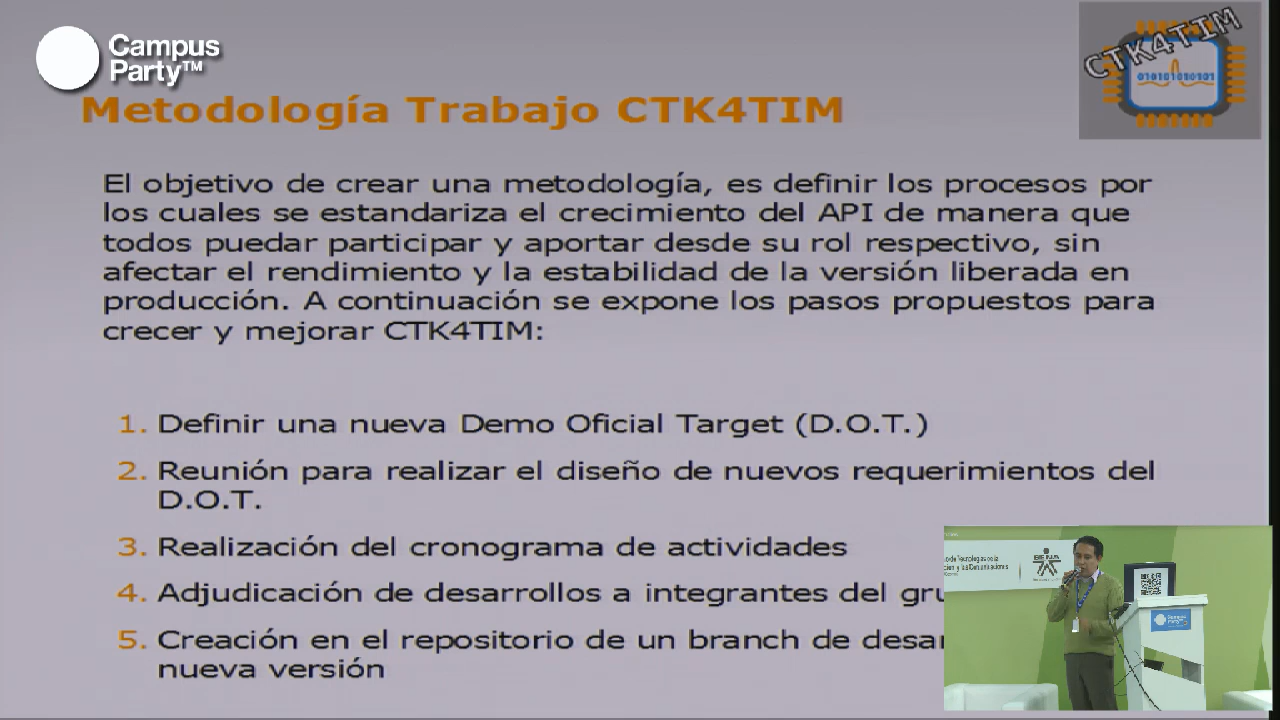 Campus
Party™
CTK4TIM
010101010101
Metodología Trabajo CTK4TIM
El objetivo de crear una metodología, es definir los procesos por
los cuales se estandariza el crecimiento del API de manera que
todos puedar participar y aportar desde su rol respectivo, sin
afectar el rendimiento y la estabilidad de la versión liberada en
producción. A continuación se expone los pasos propuestos para
crecer y mejorar CTK4TIM:
1. Definir una nueva Demo Oficial Target (D.O.T.)
2. Reunión para realizar el diseño de nuevos requerimientos del
D.O.T.
3. Realización del cronograma de actividades
4. Adjudicación de desarrollos a integrantes del gru
5. Creación en el repositorio de un branch de desar
nueva versión
SENA
Campus
Party